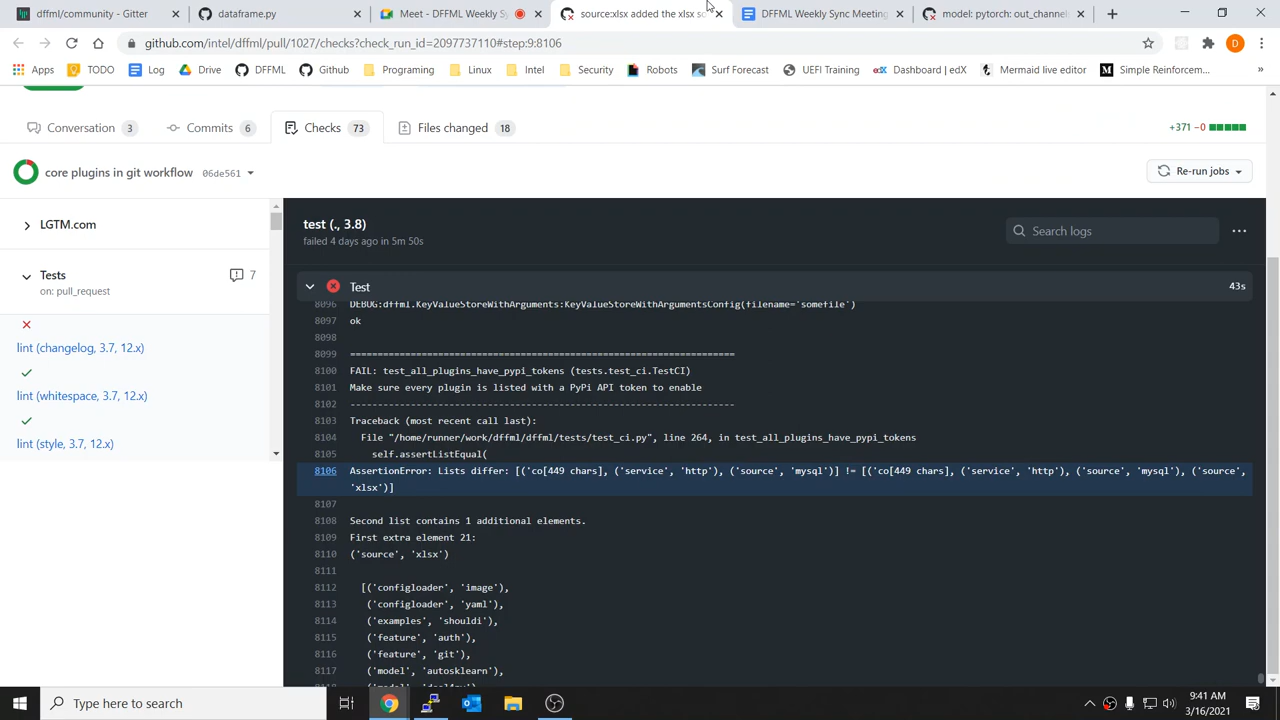 dffml/community - Gitter
dataframe.py
Meet - DFFML Weekly Sy
source:xlsx added the xlsx so
DFFML Weekly Sync Meeting
model: pytorch: out_channel
github.com/intel/dffml/pull/1027/checks?check_run_id=2097737110#step:9:8106
D
Apps
TODO
Log
Drive
DFFML
Github
Programing
Linux
Intel
Security
Robots
Surf Forecast
UEFI Training
edX
Dashboard | edX
Mermaid live editor
M
Simple Reinforcem...
»
Conversation 3
Commits 6
Checks 73
Files changed 18
+371 −0
core plugins in git workflow 06de561
Re-run jobs
LGTM.com
Tests 7
on: pull_request
lint (changelog, 3.7, 12.x)
lint (whitespace, 3.7, 12.x)
lint (style, 3.7, 12.x)
test (., 3.8)
failed 4 days ago in 5m 50s
Search logs
Test
43s
8096 DEBUG:dffml.KeyValueStoreWithArguments:KeyValueStoreWithArgumentsConfig(filename='somefile')
8097 ok
8098
8099 ======================================================================
8100 FAIL: test_all_plugins_have_pypi_tokens (tests.test_ci.TestCI)
8101 Make sure every plugin is listed with a PyPi API token to enable
8102 ----------------------------------------------------------------------
8103 Traceback (most recent call last):
8104 File "/home/runner/work/dffml/dffml/tests/test_ci.py", line 264, in test_all_plugins_have_pypi_tokens
8105 self.assertListEqual(
8106 AssertionError: Lists differ: [('co[449 chars], ('service', 'http'), ('source', 'mysql')] != [('co[449 chars], ('service', 'http'), ('source', 'mysql'), ('source',
'xlsx')]
8107
8108 Second list contains 1 additional elements.
8109 First extra element 21:
8110 ('source', 'xlsx')
8111
8112 [('configloader', 'image'),
8113 ('configloader', 'yaml'),
8114 ('examples', 'shouldi'),
8115 ('feature', 'auth'),
8116 ('feature', 'git'),
8117 ('model', 'autosklearn'),
Type here to search
9:41 AM
3/16/2021